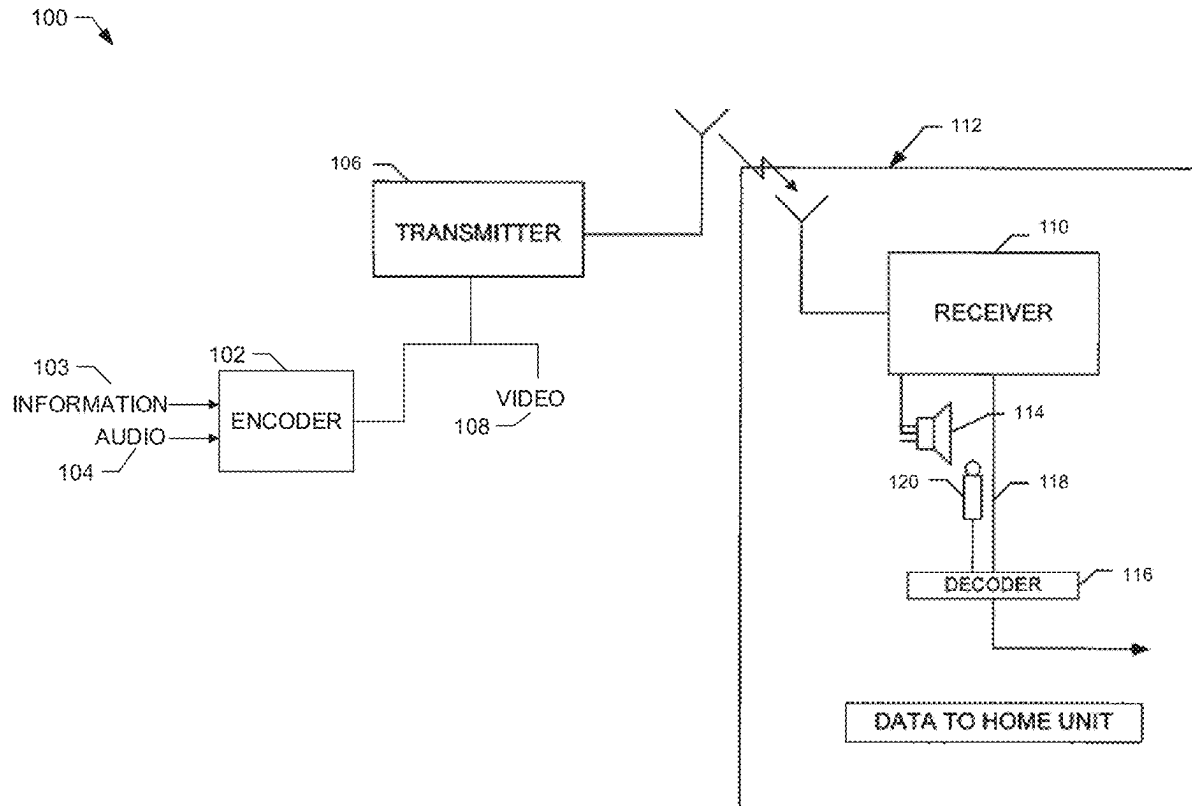 100
112
106
TRANSMITTER
110
RECEIVER
103
102
INFORMATION
ENCODER
VIDEO
AUDIO
108
104
114
120
118
DECODER
116
DATA TO HOME UNIT